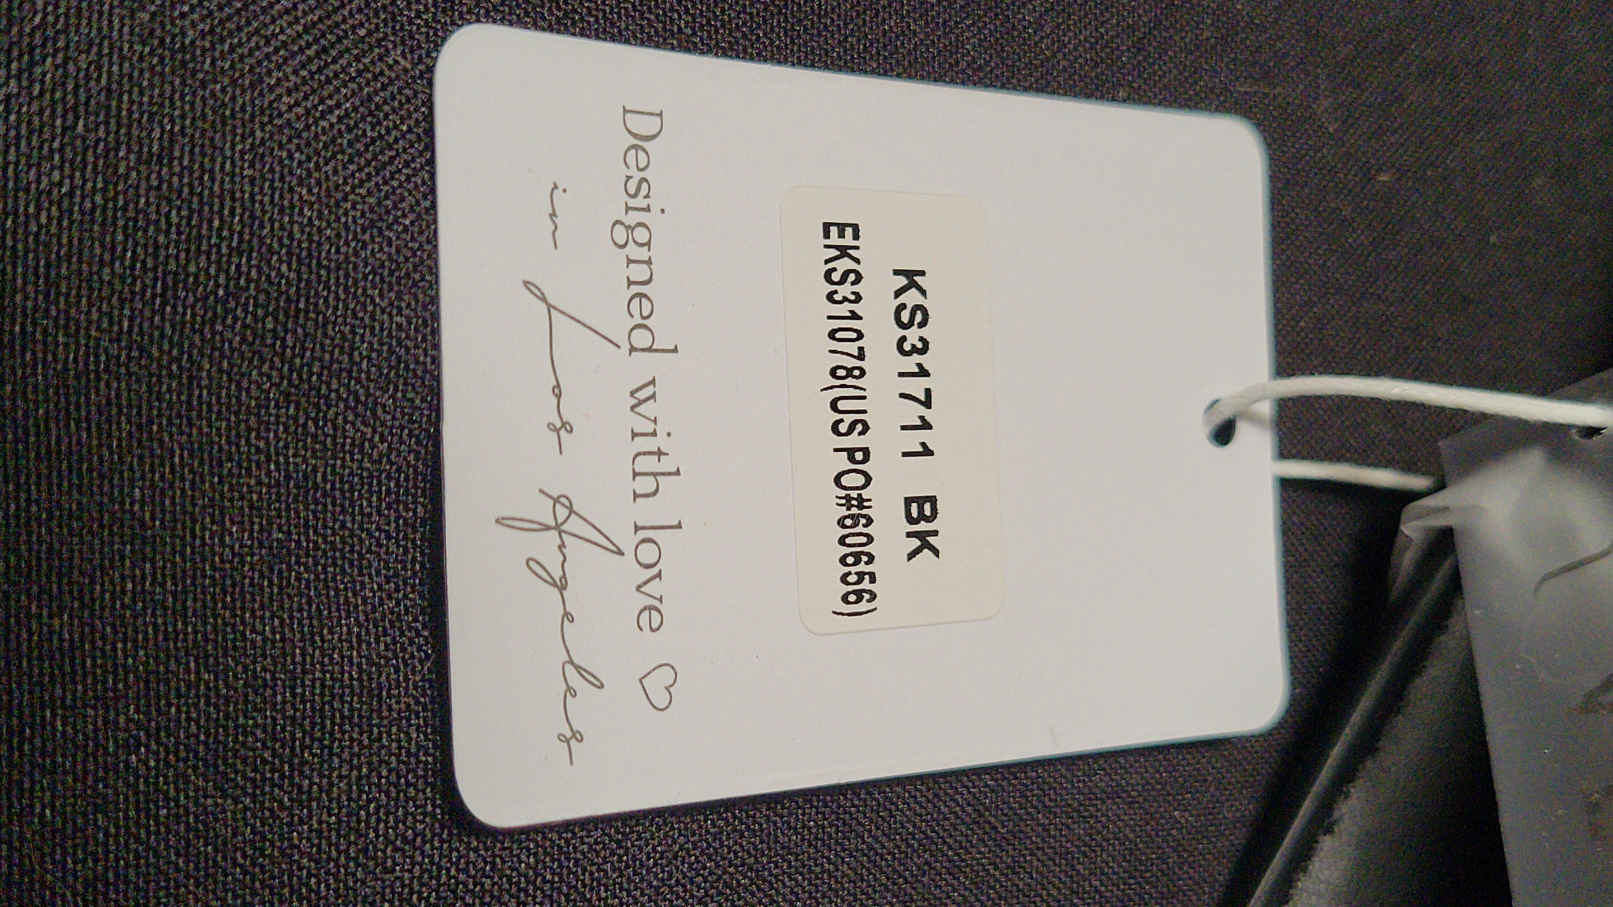 KS31711 BK
EKS31078(US PO#60656)
Designed with love ♡
in Los Angeles